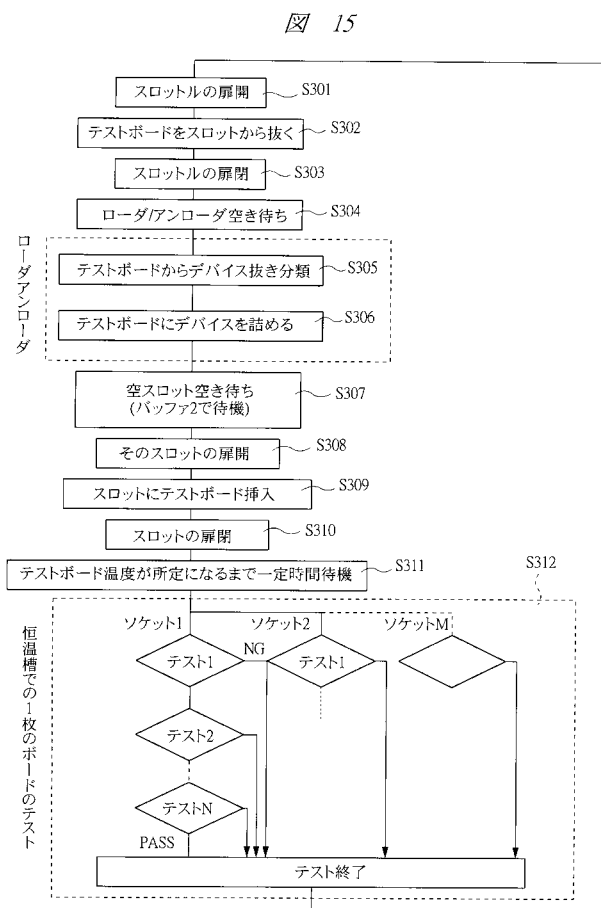 図 15
スロットルの扉開
S301
テストボードをスロットから抜く
S302
スロットルの扉閉
S303
ローダ/アンローダ空き待ち
S304
ローダアンローダ
テストボードからデバイス抜き分類
S305
テストボードにデバイスを詰める
S306
空スロット空き待ち
(バッファ2で待機)
S307
そのスロットの扉開
S308
スロットにテストボード挿入
S309
スロットの扉閉
S310
テストボード温度が所定になるまで一定時間待機
S311
S312
恒温槽での1枚のボードのテスト
ソケット1
ソケット2
ソケットM
テスト1
NG
テスト1
テスト2
テストN
PASS
テスト終了